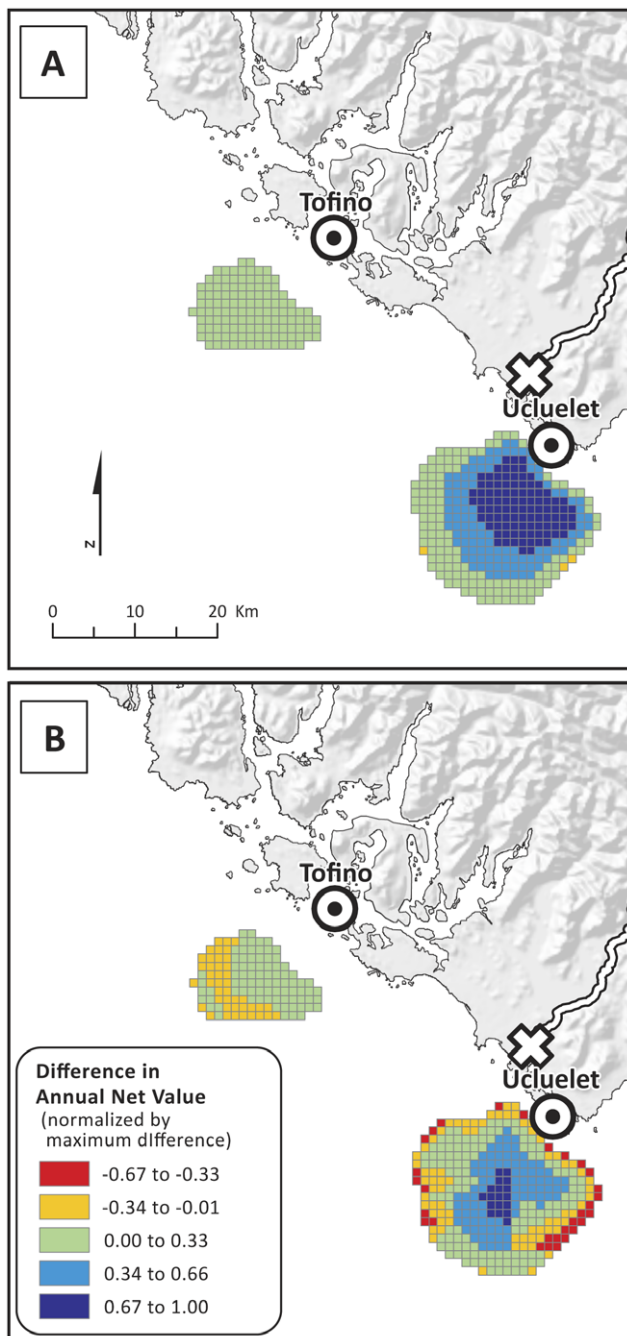 A
Tofino
Ucluelet
N
0 10 20 Km
B
Tofino
Ucluelet
Difference in
Annual Net Value
(normalized by
maximum dIfference)
-0.67 to -0.33
-0.34 to -0.01
0.00 to 0.33
0.34 to 0.66
0.67 to 1.00